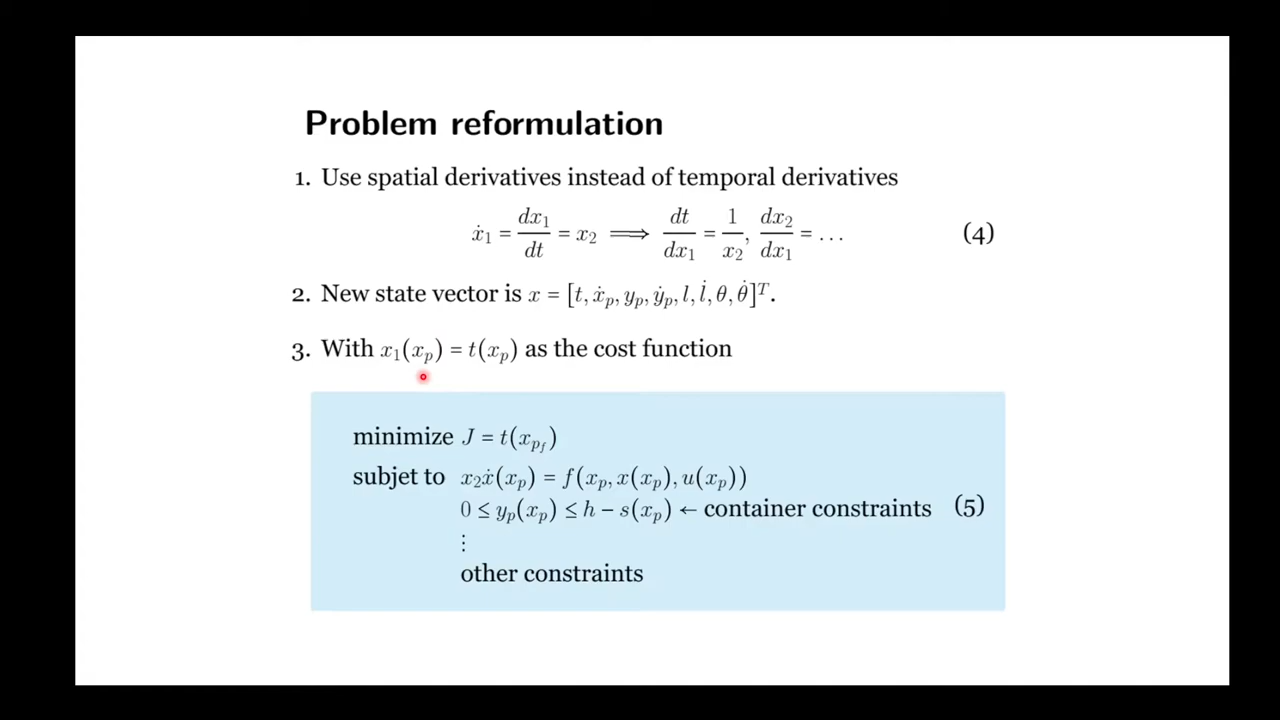 Problem reformulation
1. Use spatial derivatives instead of temporal derivatives
ẋ₁ = dx₁/dt = x₂ ⟹ dt/dx₁ = 1/x₂, dx₂/dx₁ = … (4)
2. New state vector is x = [t, ẋₚ, yₚ, ẏₚ, l, l̇, θ, θ̇]ᵀ.
3. With x₁(xₚ) = t(xₚ) as the cost function
minimize J = t(x_{p_f})
subjet to x₂ẋ(xₚ) = f(xₚ, x(xₚ), u(xₚ))
0 ≤ yₚ(xₚ) ≤ h − s(xₚ) ← container constraints (5)
⋮
other constraints